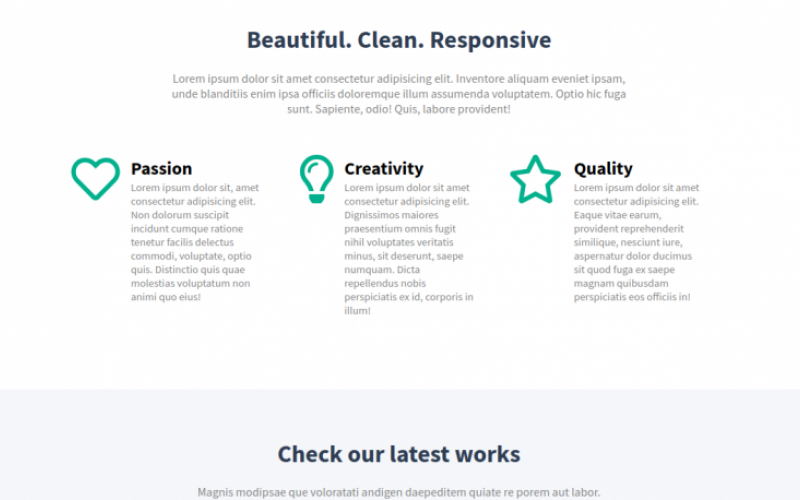 Beautiful. Clean. Responsive
Lorem ipsum dolor sit amet consectetur adipisicing elit. Inventore aliquam eveniet ipsam,
unde blanditiis enim ipsa officiis doloremque illum assumenda voluptatem. Optio hic fuga
sunt. Sapiente, odio! Quis, labore provident!
Passion
Lorem ipsum dolor sit, amet
consectetur adipisicing elit.
Non dolorum suscipit
incidunt cumque ratione
tenetur facilis delectus
commodi, voluptate, optio
quis. Distinctio quis quae
molestias voluptatum non
animi quo eius!
Creativity
Lorem ipsum dolor sit amet
consectetur adipisicing elit.
Dignissimos maiores
praesentium omnis fugit
nihil voluptates veritatis
minus, sit deserunt, saepe
numquam. Dicta
repellendus nobis
perspiciatis ex id, corporis in
illum!
Quality
Lorem ipsum dolor sit amet
consectetur adipisicing elit.
Eaque vitae earum,
provident reprehenderit
similique, nesciunt iure,
aspernatur dolor ducimus
sit quod fuga ex saepe
magnam quibusdam
perspiciatis eos officiis in!
Check our latest works
Magnis modipsae que voloratati andigen daepeditem quiate re porem aut labor.